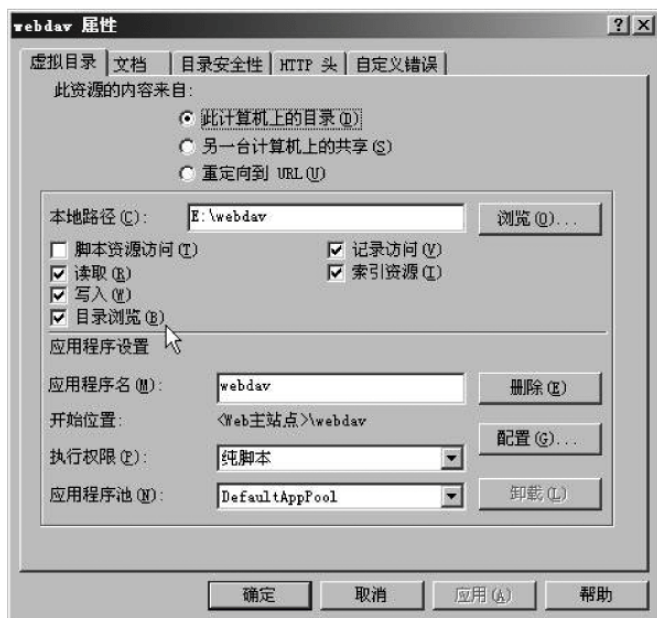 webdav 属性
虚拟目录 文档 目录安全性 HTTP 头 自定义错误
此资源的内容来自:
此计算机上的目录(D)
另一台计算机上的共享(S)
重定向到 URL(U)
本地路径(C): E:\webdav 浏览(O)...
脚本资源访问(T) 记录访问(V)
读取(R) 索引资源(I)
写入(W)
目录浏览(B)
应用程序设置
应用程序名(M): webdav 删除(E)
开始位置: <Web主站点>\webdav
配置(G)...
执行权限(P): 纯脚本
应用程序池(N): DefaultAppPool 卸载(L)
确定 取消 应用(A) 帮助